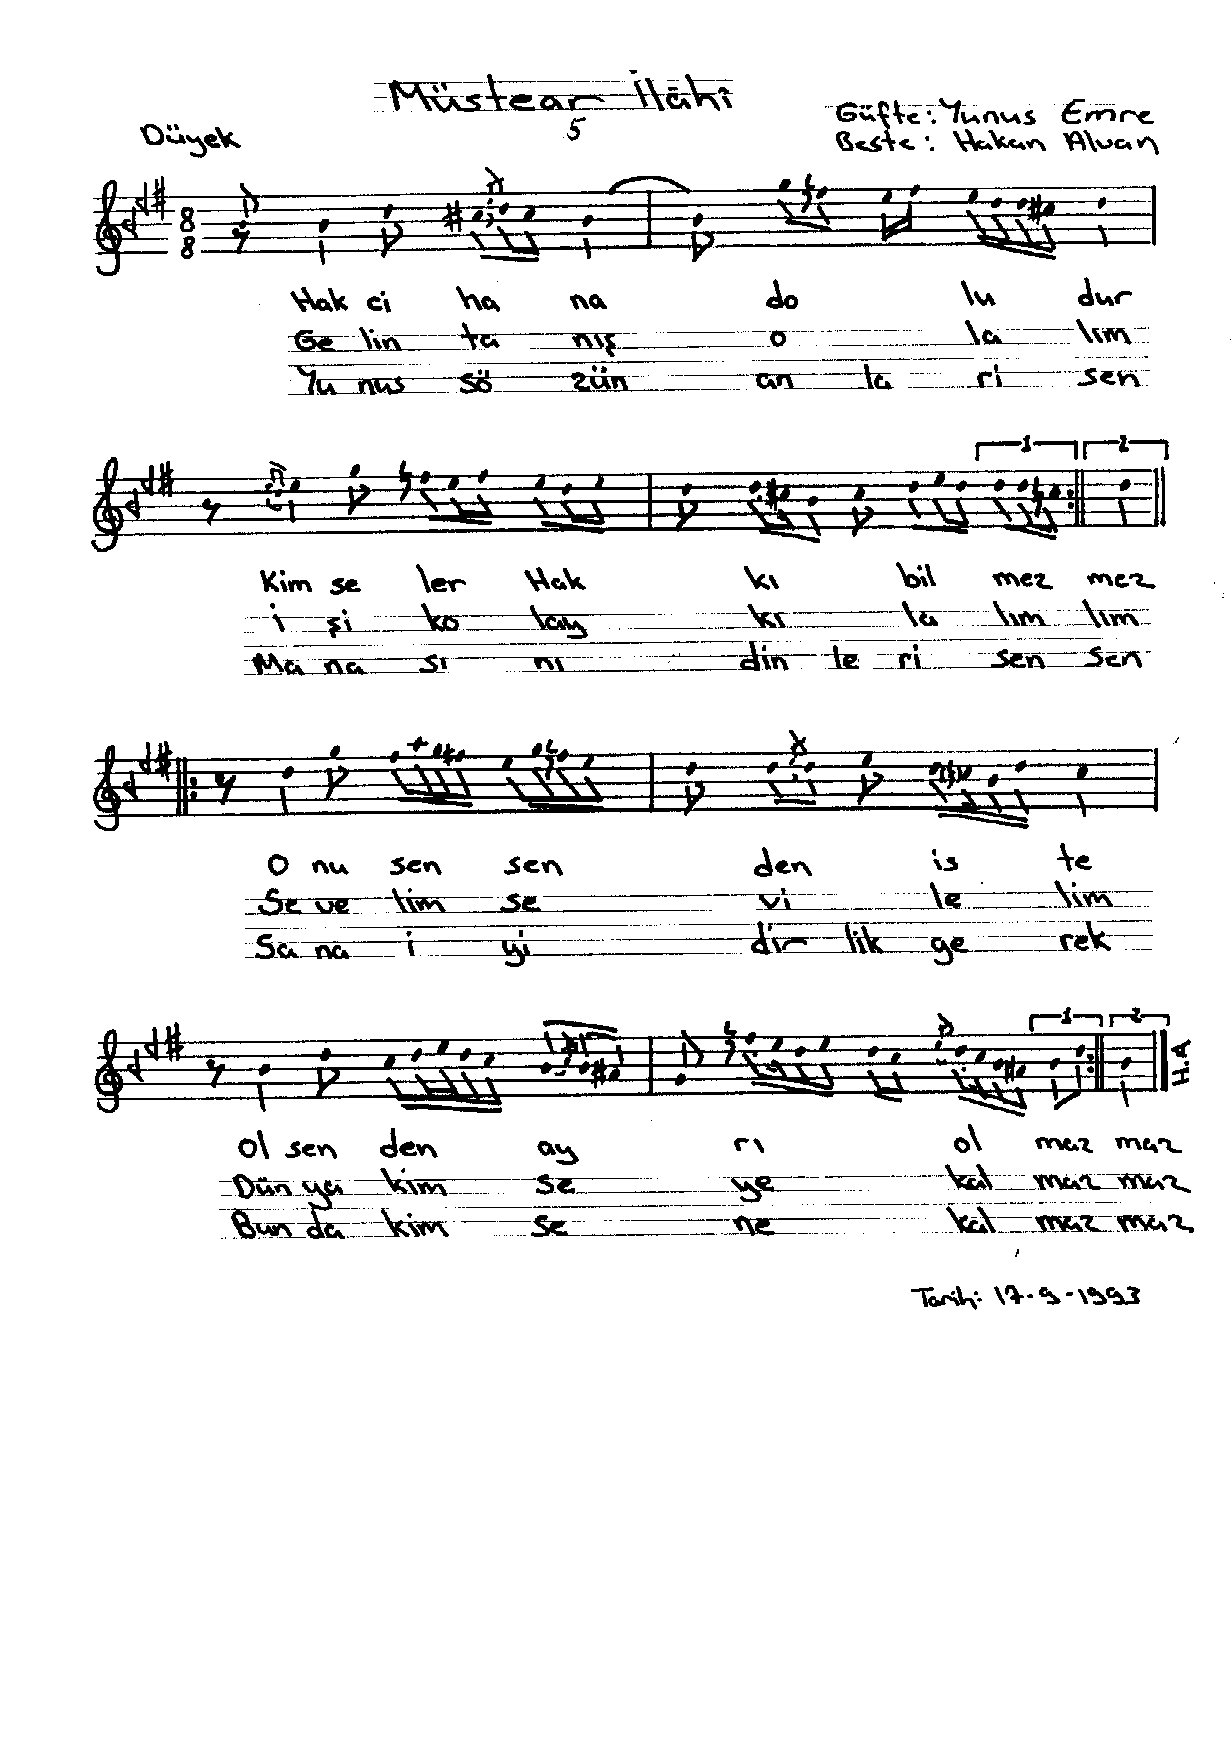 Müstear İlâhî
5
Düyek
Güfte: Yunus Emre
Beste: Hakan Alvan
8
8
Hak ci ha na do lu dur
Ge lin ta nış o la lım
Yu nus sö zün an la ri sen
1 2
Kim se ler Hak kı bil mez mez
i şi ko lay kı la lım lım
Ma na sı nı din le ri sen sen
O nu sen sen den is te
Se ve lim se vi le lim
Sa na i yi dir lik ge rek
1 2
H.A
Ol sen den ay rı ol maz maz
Dün ya kim se ye kal maz maz
Bun da kim se ne kal maz maz
Tarih: 17-9-1993